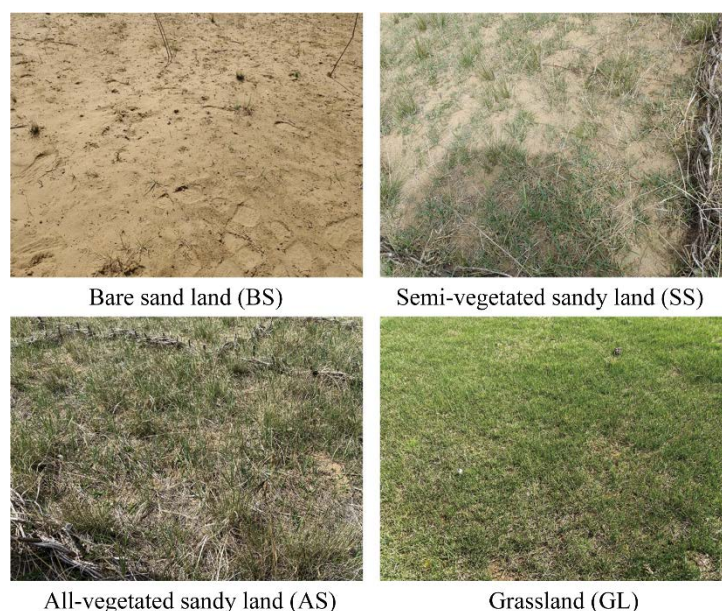 Bare sand land (BS)
Semi-vegetated sandy land (SS)
All-vegetated sandy land (AS)
Grassland (GL)